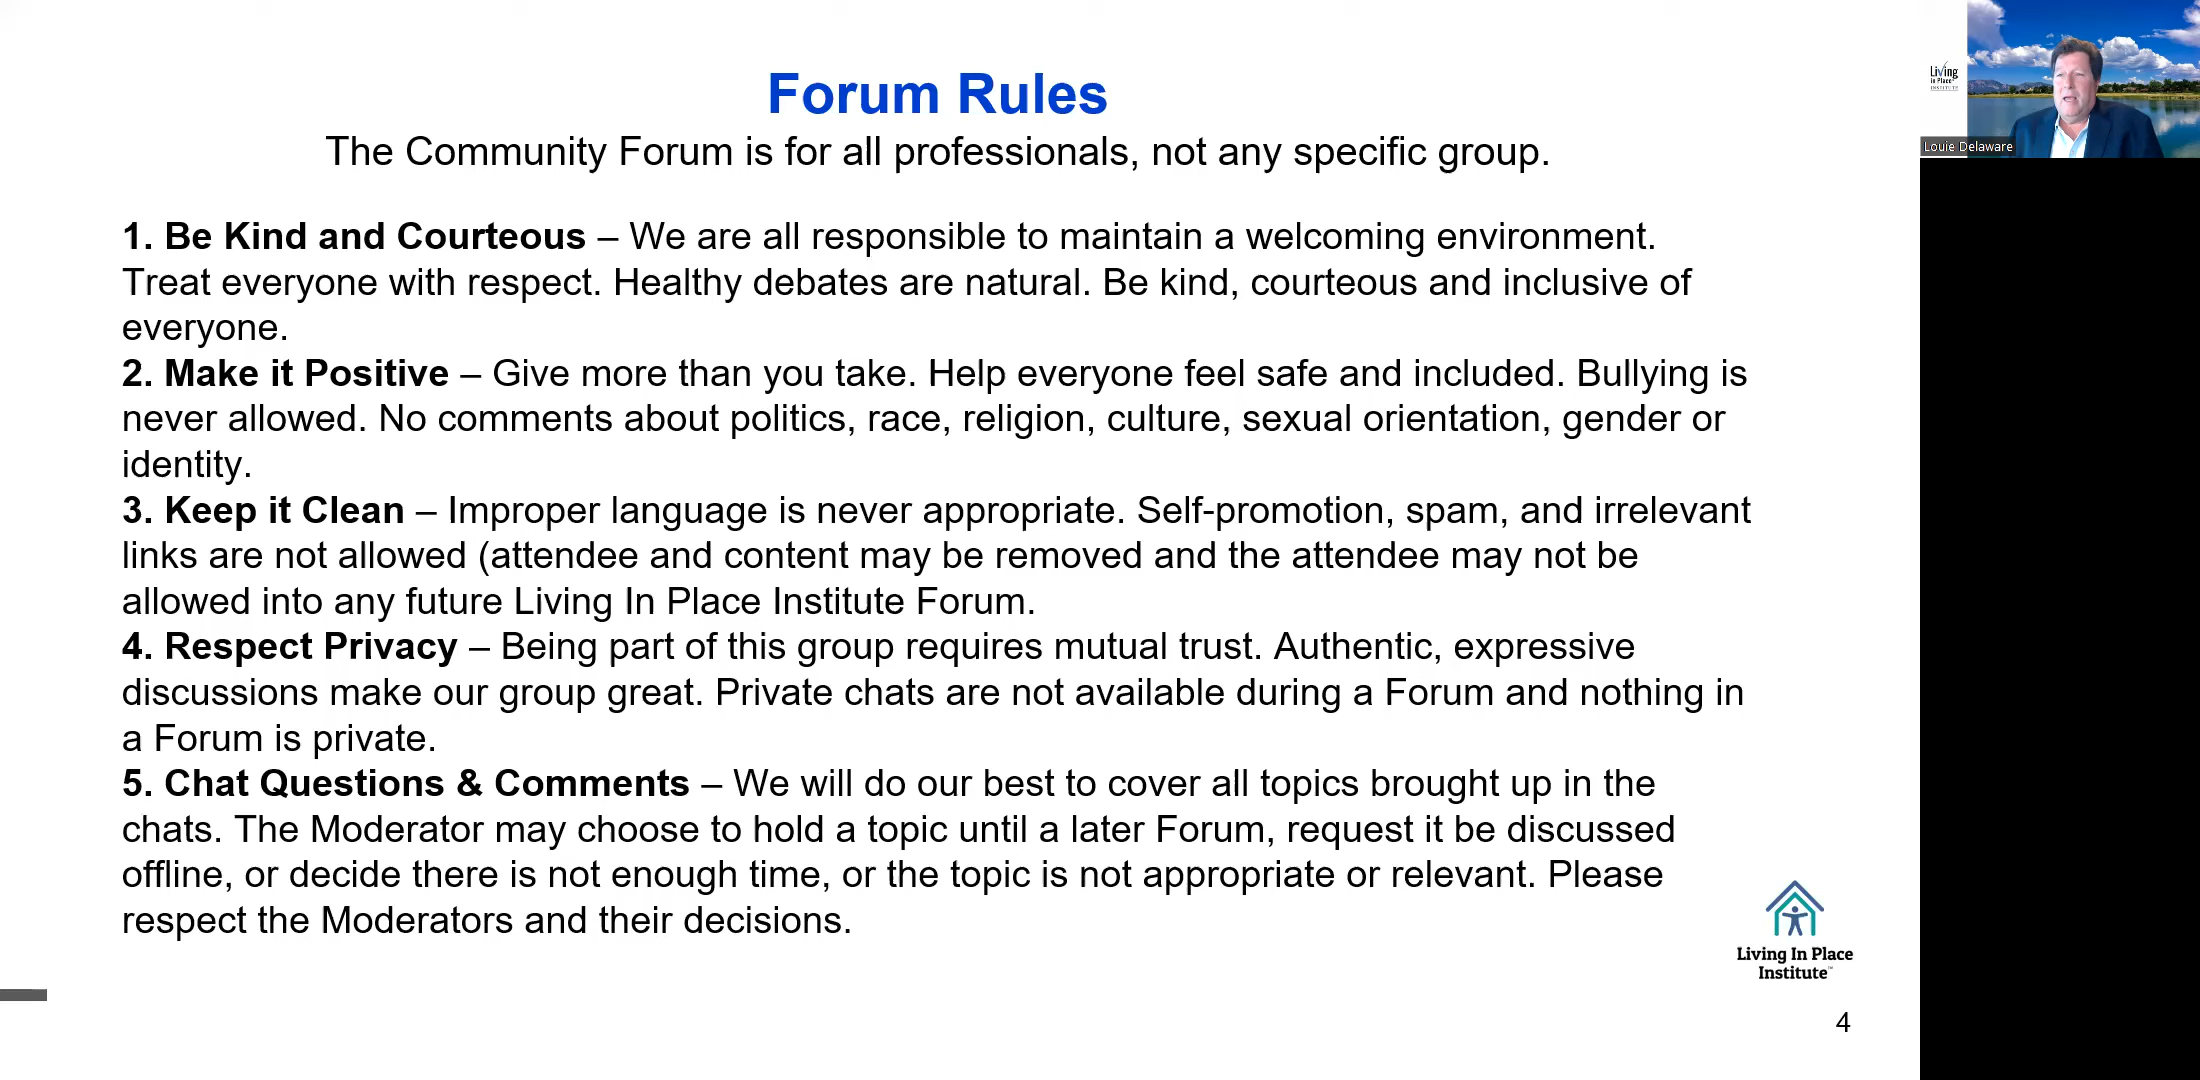 Forum Rules
The Community Forum is for all professionals, not any specific group.
1. Be Kind and Courteous – We are all responsible to maintain a welcoming environment.
Treat everyone with respect. Healthy debates are natural. Be kind, courteous and inclusive of
everyone.
2. Make it Positive – Give more than you take. Help everyone feel safe and included. Bullying is
never allowed. No comments about politics, race, religion, culture, sexual orientation, gender or
identity.
3. Keep it Clean – Improper language is never appropriate. Self-promotion, spam, and irrelevant
links are not allowed (attendee and content may be removed and the attendee may not be
allowed into any future Living In Place Institute Forum.
4. Respect Privacy – Being part of this group requires mutual trust. Authentic, expressive
discussions make our group great. Private chats are not available during a Forum and nothing in
a Forum is private.
5. Chat Questions & Comments – We will do our best to cover all topics brought up in the
chats. The Moderator may choose to hold a topic until a later Forum, request it be discussed
offline, or decide there is not enough time, or the topic is not appropriate or relevant. Please
respect the Moderators and their decisions.
Living In Place
Institute™
4
Living
in Place
INSTITUTE
Louie Delaware